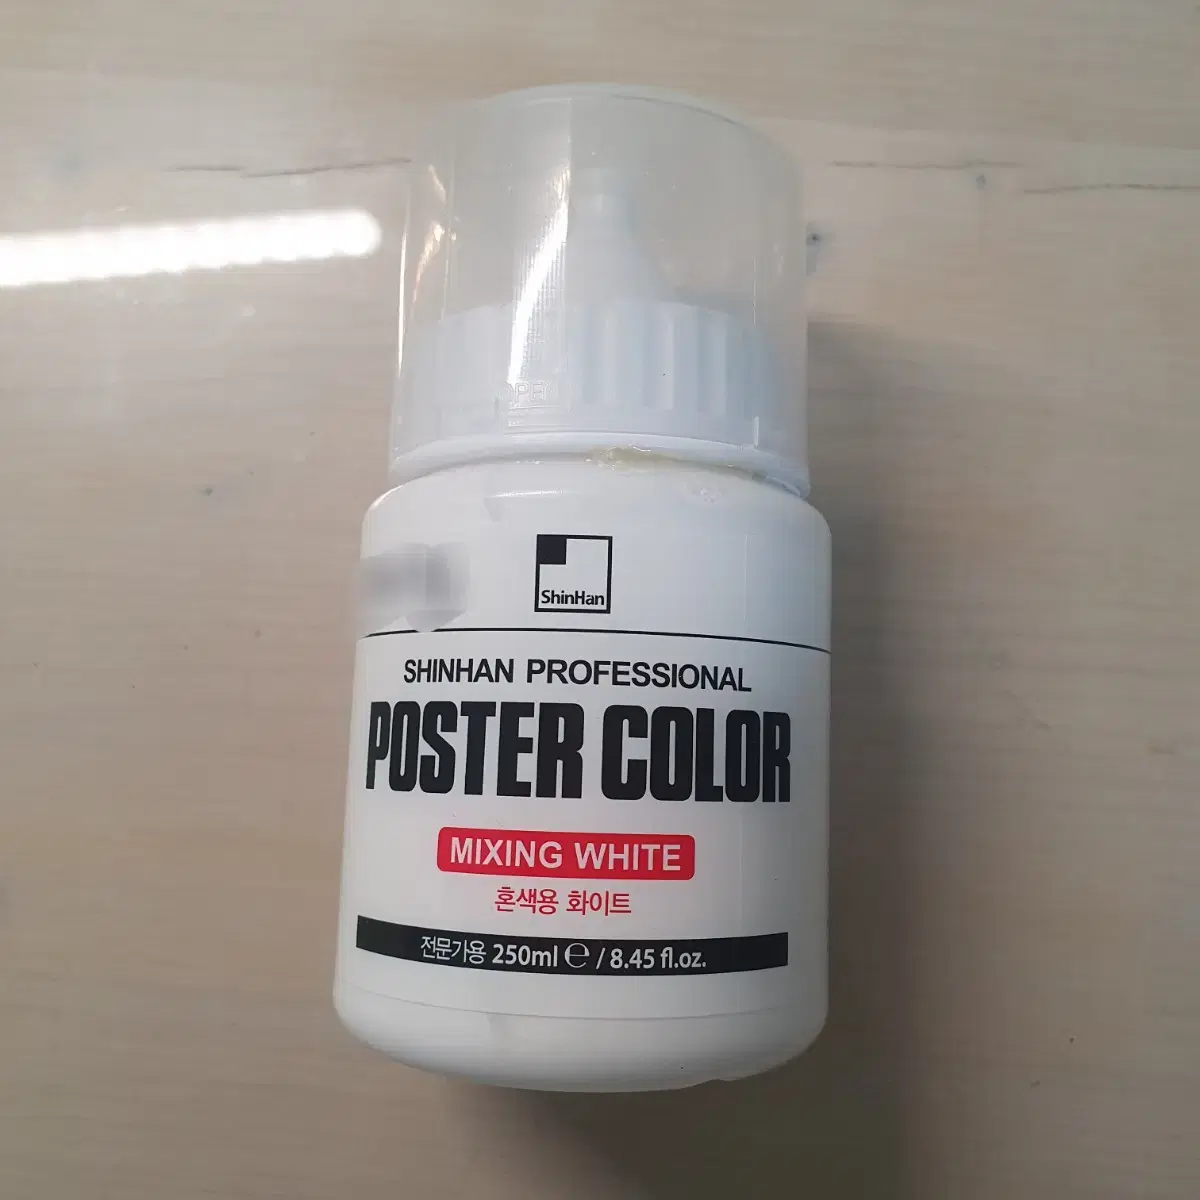 OPEN
ShinHan
SHINHAN PROFESSIONAL
POSTER COLOR
MIXING WHITE
혼색용 화이트
전문가용 250ml ℮ / 8.45 fl.oz.